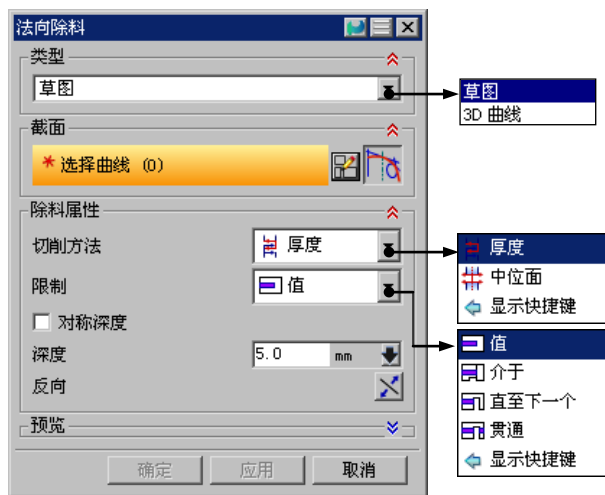 法向除料
类型
草图
草图
3D 曲线
截面
* 选择曲线 (0)
除料属性
切削方法
厚度
厚度
中位面
显示快捷键
限制
值
值
介于
直至下一个
贯通
显示快捷键
对称深度
深度
5.0 mm
反向
预览
确定
应用
取消